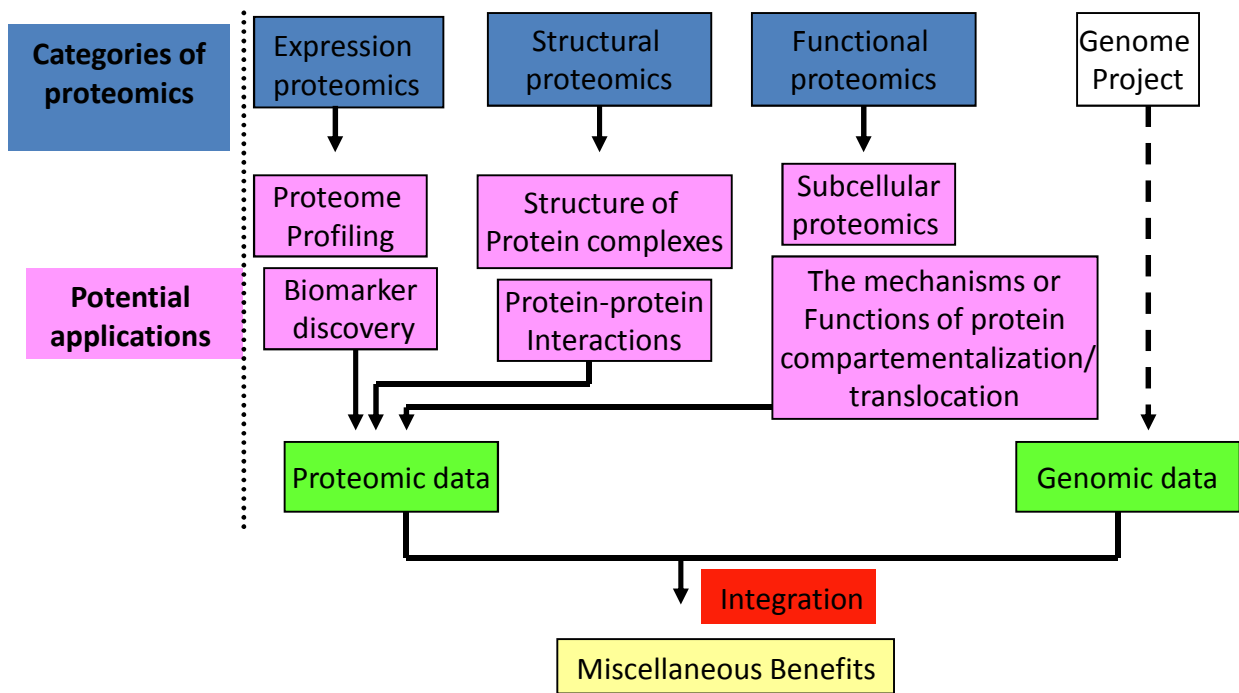 Categories of
proteomics
Expression
proteomics
Structural
proteomics
Functional
proteomics
Genome
Project
Potential
applications
Proteome
Profiling
Structure of
Protein complexes
Subcellular
proteomics
Biomarker
discovery
Protein-protein
Interactions
The mechanisms or
Functions of protein
compartementalization/
translocation
Proteomic data
Genomic data
Integration
Miscellaneous Benefits